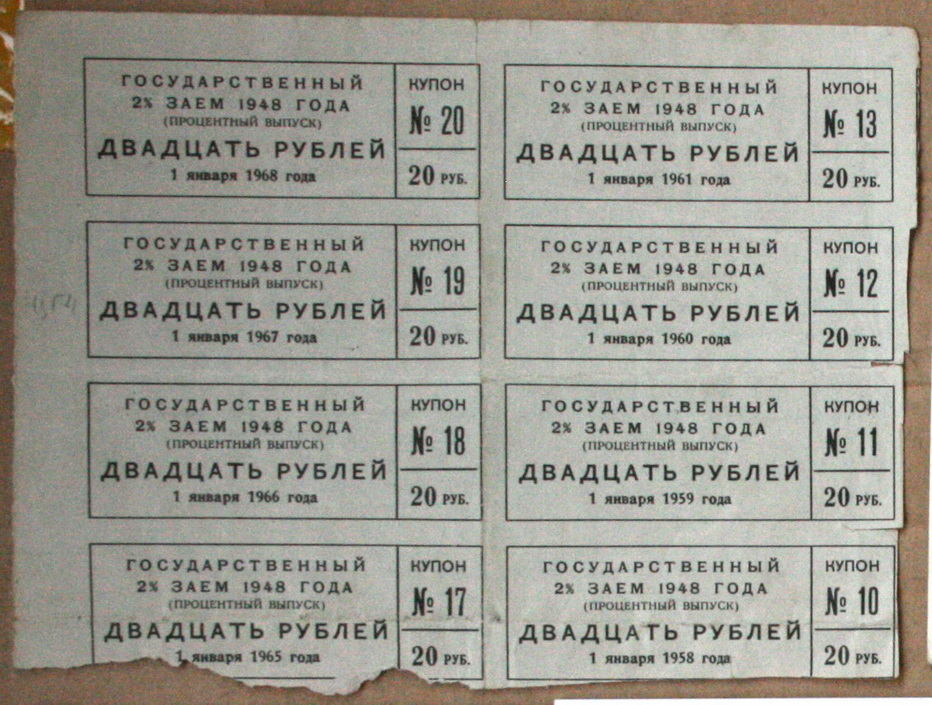 ГОСУДАРСТВЕННЫЙ
2% ЗАЕМ 1948 ГОДА
(ПРОЦЕНТНЫЙ ВЫПУСК)
ДВАДЦАТЬ РУБЛЕЙ
1 января 1968 года
КУПОН
№ 20
20 РУБ.
ГОСУДАРСТВЕННЫЙ
2% ЗАЕМ 1948 ГОДА
(ПРОЦЕНТНЫЙ ВЫПУСК)
ДВАДЦАТЬ РУБЛЕЙ
1 января 1961 года
КУПОН
№ 13
20 РУБ.
ГОСУДАРСТВЕННЫЙ
2% ЗАЕМ 1948 ГОДА
(ПРОЦЕНТНЫЙ ВЫПУСК)
ДВАДЦАТЬ РУБЛЕЙ
1 января 1967 года
КУПОН
№ 19
20 РУБ.
ГОСУДАРСТВЕННЫЙ
2% ЗАЕМ 1948 ГОДА
(ПРОЦЕНТНЫЙ ВЫПУСК)
ДВАДЦАТЬ РУБЛЕЙ
1 января 1960 года
КУПОН
№ 12
20 РУБ.
ГОСУДАРСТВЕННЫЙ
2% ЗАЕМ 1948 ГОДА
(ПРОЦЕНТНЫЙ ВЫПУСК)
ДВАДЦАТЬ РУБЛЕЙ
1 января 1966 года
КУПОН
№ 18
20 РУБ.
ГОСУДАРСТВЕННЫЙ
2% ЗАЕМ 1948 ГОДА
(ПРОЦЕНТНЫЙ ВЫПУСК)
ДВАДЦАТЬ РУБЛЕЙ
1 января 1959 года
КУПОН
№ 11
20 РУБ.
ГОСУДАРСТВЕННЫЙ
2% ЗАЕМ 1948 ГОДА
(ПРОЦЕНТНЫЙ ВЫПУСК)
ДВАДЦАТЬ РУБЛЕЙ
1 января 1965 года
КУПОН
№ 17
20 РУБ.
ГОСУДАРСТВЕННЫЙ
2% ЗАЕМ 1948 ГОДА
(ПРОЦЕНТНЫЙ ВЫПУСК)
ДВАДЦАТЬ РУБЛЕЙ
1 января 1958 года
КУПОН
№ 10
20 РУБ.